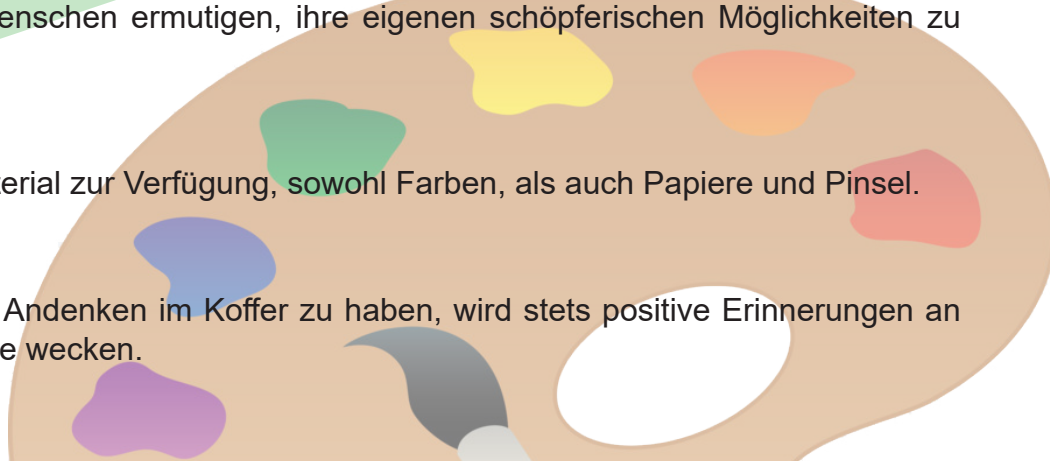 enschen ermutigen, ihre eigenen schöpferischen Möglichkeiten zu
terial zur Verfügung, sowohl Farben, als auch Papiere und Pinsel.
Andenken im Koffer zu haben, wird stets positive Erinnerungen an
e wecken.